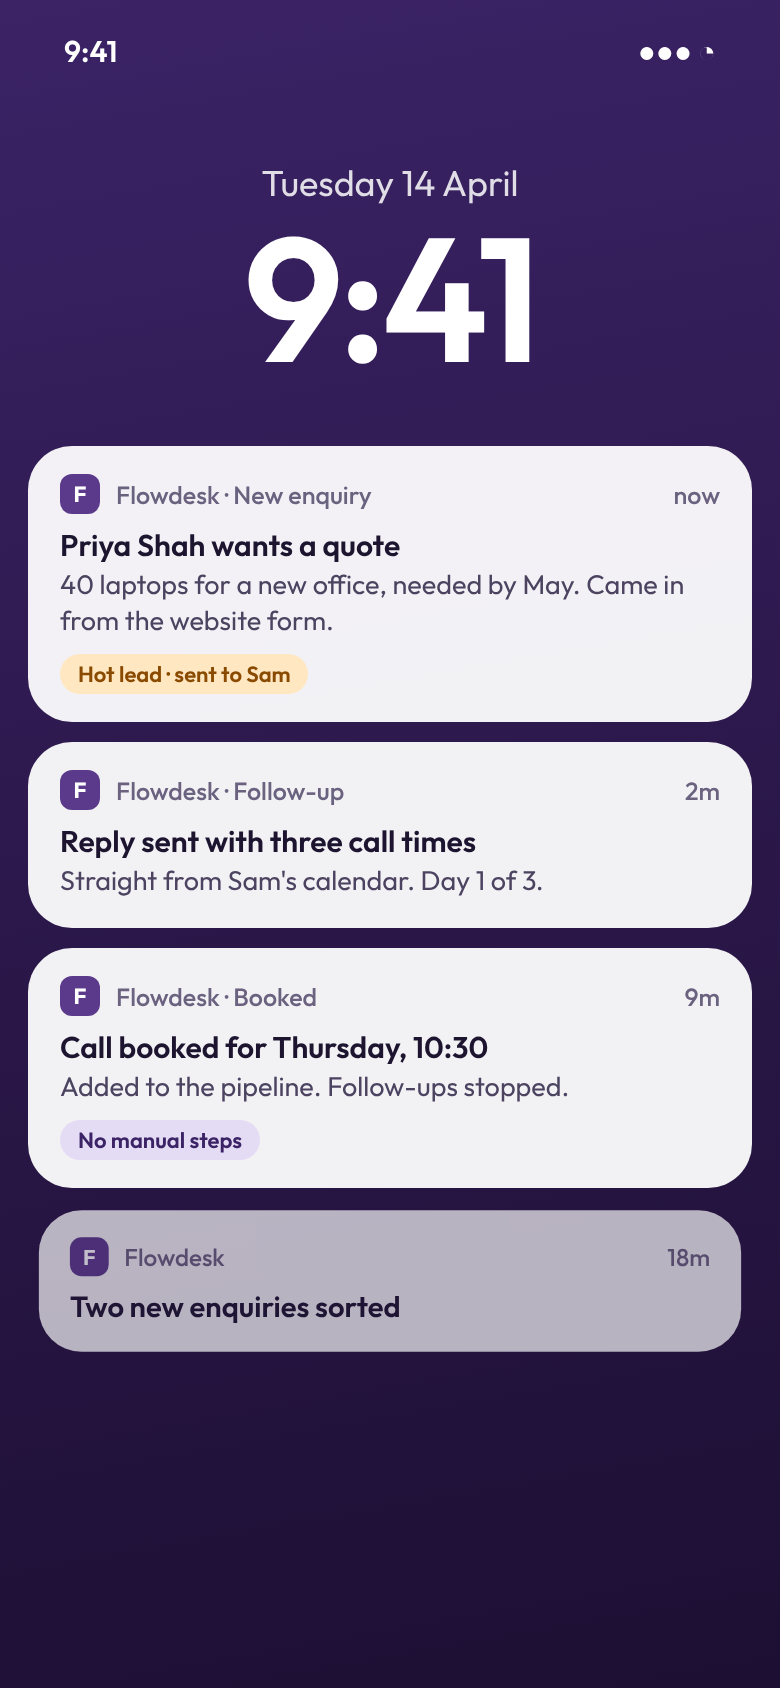 9:41
Tuesday 14 April
9:41
F Flowdesk · New enquiry now
Priya Shah wants a quote
40 laptops for a new office, needed by May. Came in
from the website form.
Hot lead · sent to Sam
F Flowdesk · Follow-up 2m
Reply sent with three call times
Straight from Sam's calendar. Day 1 of 3.
F Flowdesk · Booked 9m
Call booked for Thursday, 10:30
Added to the pipeline. Follow-ups stopped.
No manual steps
F Flowdesk 18m
Two new enquiries sorted